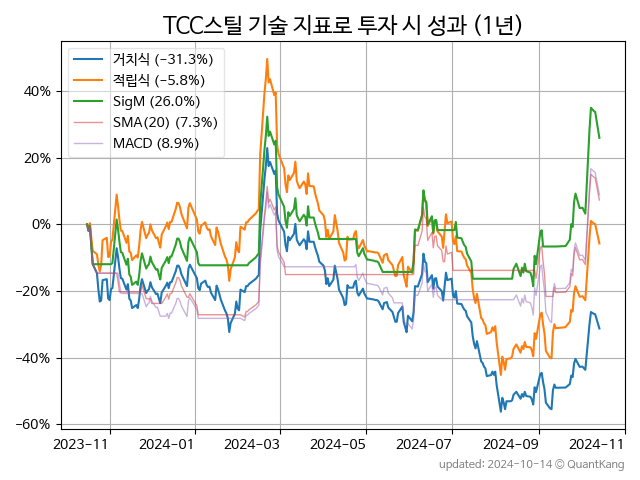 TCC스틸 기술 지표로 투자 시 성과 (1년)
거치식 (−31.3%)
적립식 (−5.8%)
SigM (26.0%)
SMA(20) (7.3%)
MACD (8.9%)
40%
20%
0%
−20%
−40%
−60%
2023-11 2024-01 2024-03 2024-05 2024-07 2024-09 2024-11
updated: 2024-10-14 © QuantKang